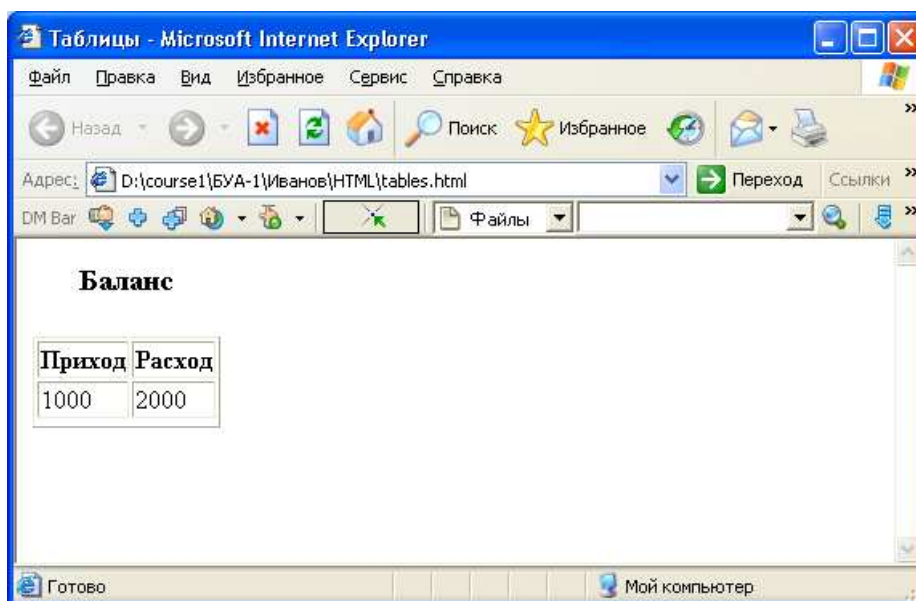 Таблицы - Microsoft Internet Explorer
Файл Правка Вид Избранное Сервис Справка
Назад Поиск Избранное
Адрес: D:\course1\БУА-1\Иванов\HTML\tables.html Переход Ссылки
DM Bar Файлы
Баланс
Приход Расход
1000 2000
Готово Мой компьютер